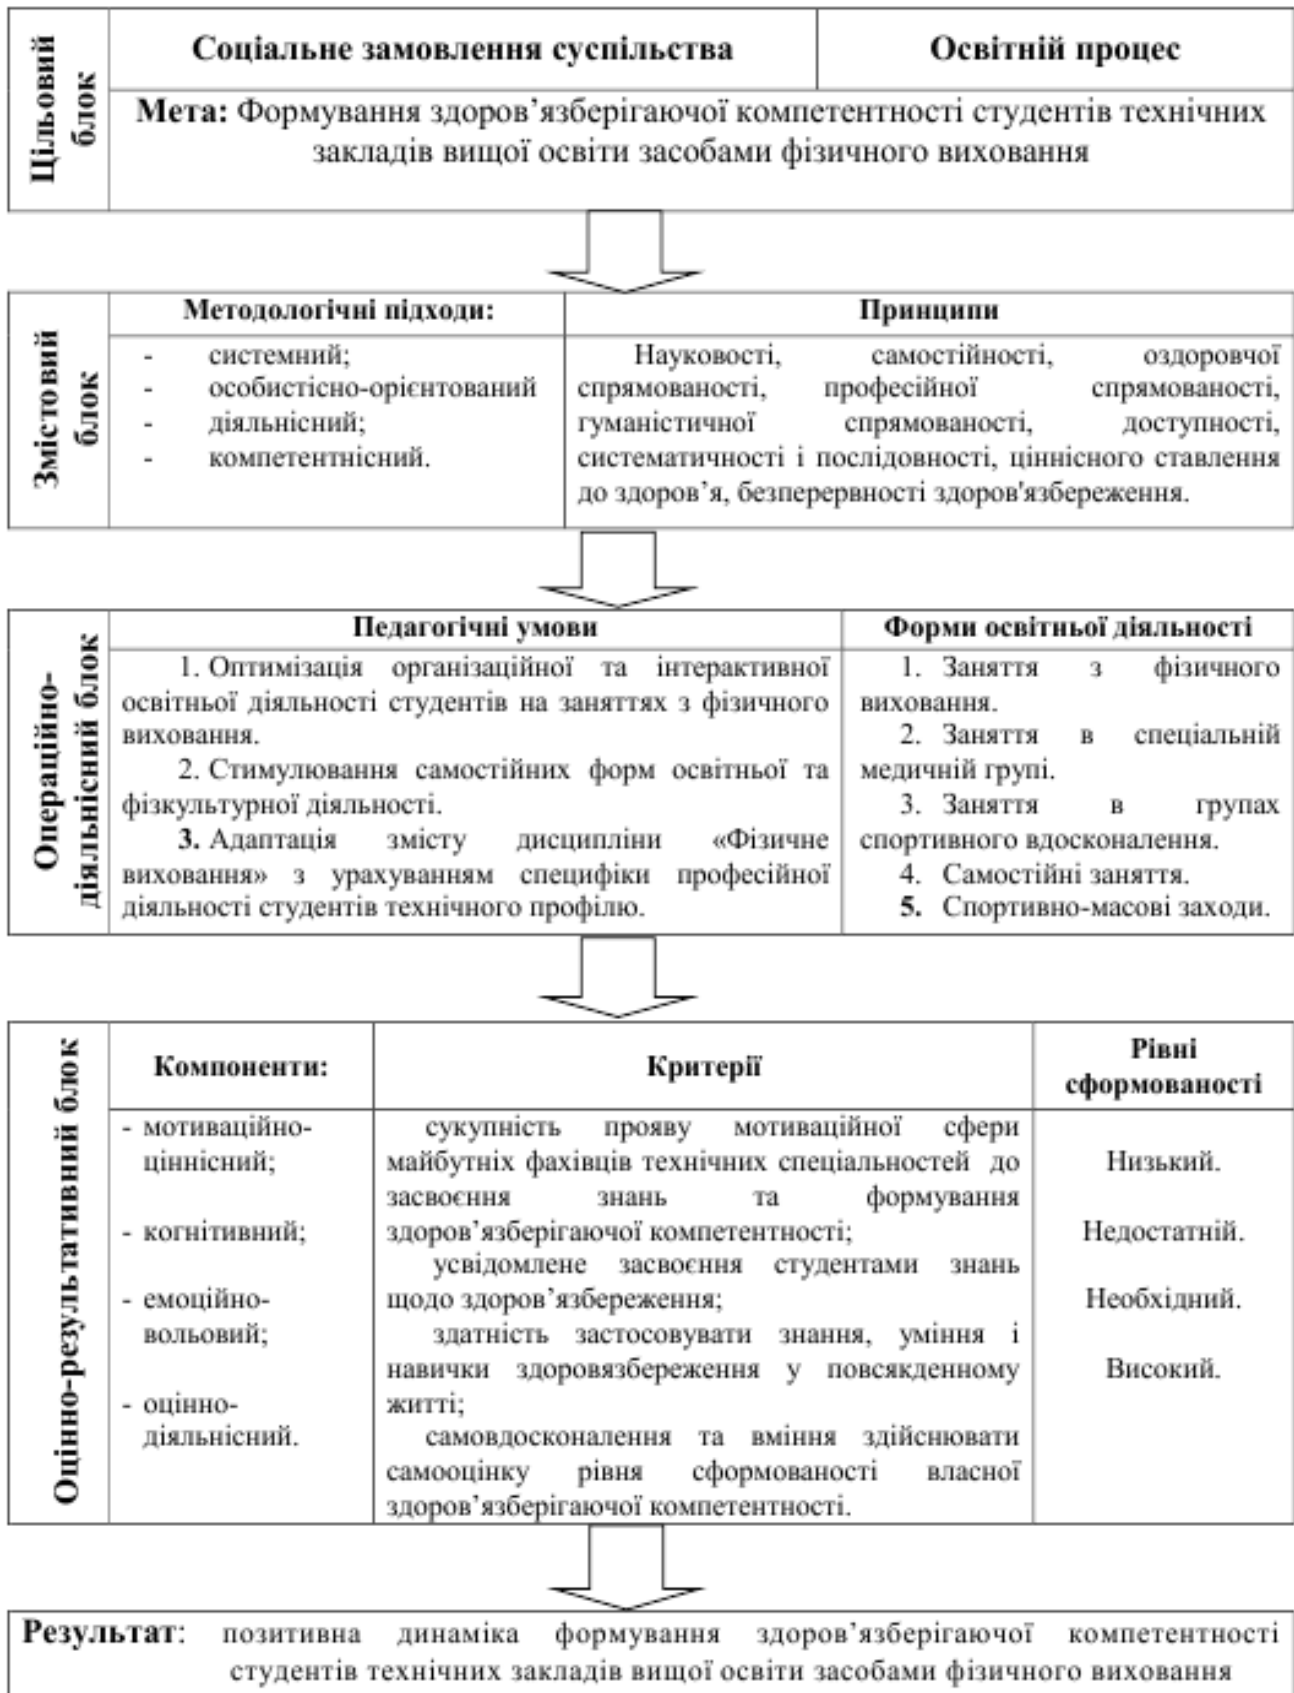 Цільовий
блок
Соціальне замовлення суспільства
Освітній процес
Мета: Формування здоров’язберігаючої компетентності студентів технічних
закладів вищої освіти засобами фізичного виховання
Змістовий
блок
Методологічні підходи:
- системний;
- особистісно-орієнтований
- діяльнісний;
- компетентнісний.
Принципи
Науковості, самостійності, оздоровчої
спрямованості, професійної спрямованості,
гуманістичної спрямованості, доступності,
систематичності і послідовності, ціннісного ставлення
до здоров’я, безперервності здоров'язбереження.
Операційно-
діяльнісний блок
Педагогічні умови
1. Оптимізація організаційної та інтерактивної
освітньої діяльності студентів на заняттях з фізичного
виховання.
2. Стимулювання самостійних форм освітньої та
фізкультурної діяльності.
3. Адаптація змісту дисципліни «Фізичне
виховання» з урахуванням специфіки професійної
діяльності студентів технічного профілю.
Форми освітньої діяльності
1. Заняття з фізичного
виховання.
2. Заняття в спеціальній
медичній групі.
3. Заняття в групах
спортивного вдосконалення.
4. Самостійні заняття.
5. Спортивно-масові заходи.
Оцінно-результативний блок
Компоненти:
- мотиваційно-
ціннісний;
- когнітивний;
- емоційно-
вольовий;
- оцінно-
діяльнісний.
Критерії
сукупність прояву мотиваційної сфери
майбутніх фахівців технічних спеціальностей до
засвоєння знань та формування
здоров’язберігаючої компетентності;
усвідомлене засвоєння студентами знань
щодо здоров’язбереження;
здатність застосовувати знання, уміння і
навички здоровязбереження у повсякденному
житті;
самовдосконалення та вміння здійснювати
самооцінку рівня сформованості власної
здоров’язберігаючої компетентності.
Рівні
сформованості
Низький.
Недостатній.
Необхідний.
Високий.
Результат: позитивна динаміка формування здоров’язберігаючої компетентності
студентів технічних закладів вищої освіти засобами фізичного виховання